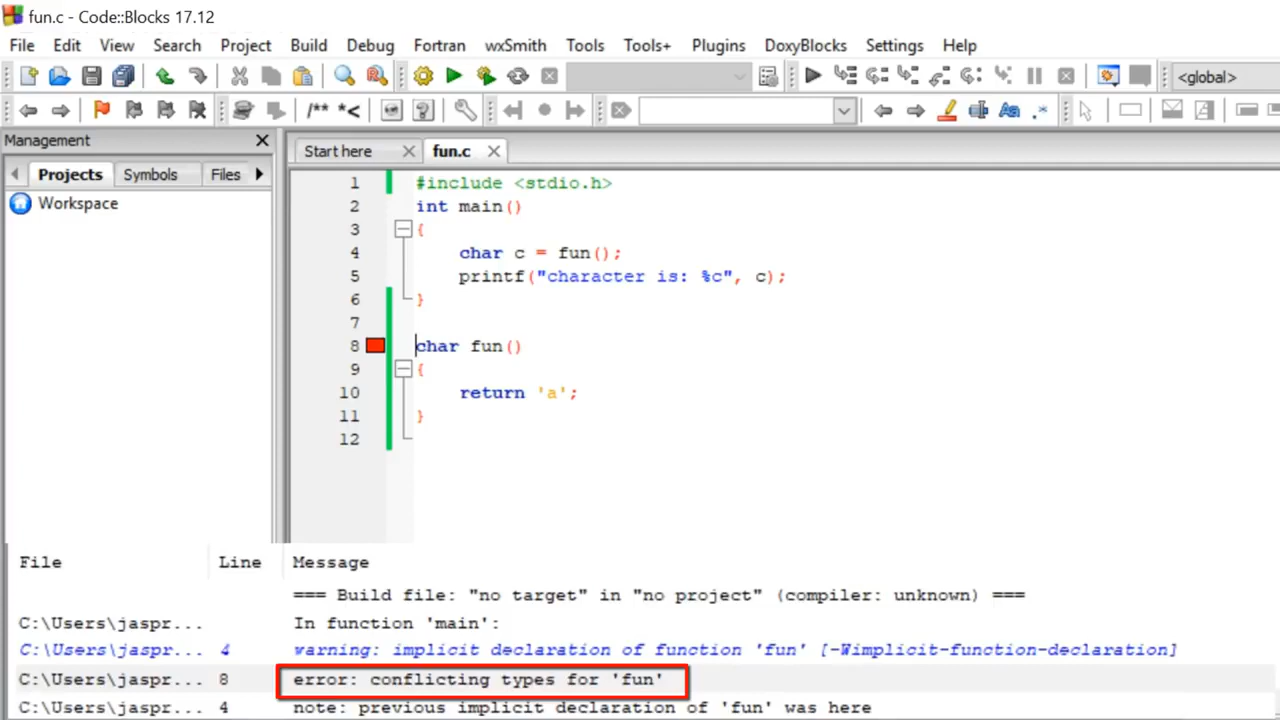 fun.c - Code::Blocks 17.12
File Edit View Search Project Build Debug Fortran wxSmith Tools Tools+ Plugins DoxyBlocks Settings Help
<global>
/** *<
Management
Start here fun.c
Projects Symbols Files
Workspace
1 #include <stdio.h>
2 int main()
3 {
4 char c = fun();
5 printf("character is: %c", c);
6 }
7
8 char fun()
9 {
10 return 'a';
11 }
12
File Line Message
=== Build file: "no target" in "no project" (compiler: unknown) ===
C:\Users\jaspr... In function 'main':
C:\Users\jaspr... 4 warning: implicit declaration of function 'fun' [-Wimplicit-function-declaration]
C:\Users\jaspr... 8 error: conflicting types for 'fun'
C:\Users\jaspr... 4 note: previous implicit declaration of 'fun' was here